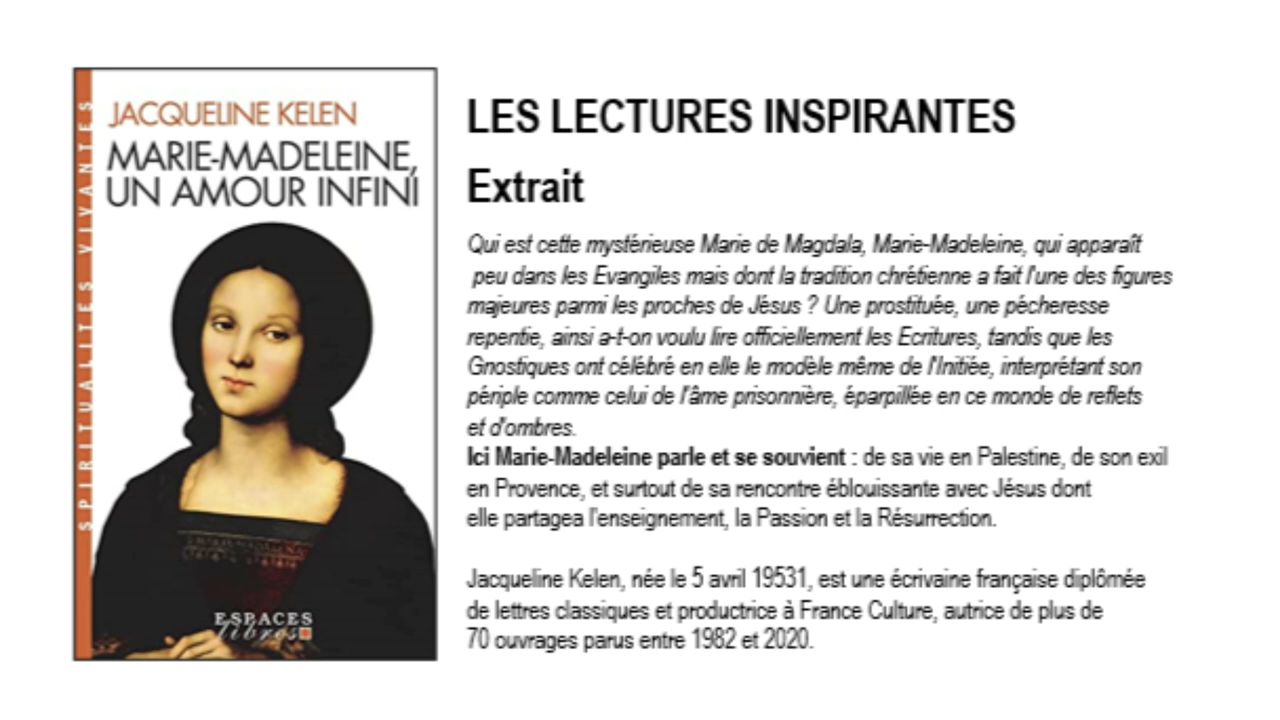 SPIRITUALITÉS VIVANTES
JACQUELINE KELEN
MARIE-MADELEINE,
UN AMOUR INFINI
ESPACES
libres
LES LECTURES INSPIRANTES
Extrait
Qui est cette mystérieuse Marie de Magdala, Marie-Madeleine, qui apparaît
peu dans les Evangiles mais dont la tradition chrétienne a fait l'une des figures
majeures parmi les proches de Jésus ? Une prostituée, une pécheresse
repentie, ainsi a-t-on voulu lire officiellement les Ecritures, tandis que les
Gnostiques ont célébré en elle le modèle même de l'Initiée, interprétant son
périple comme celui de l'âme prisonnière, éparpillée en ce monde de reflets
et d'ombres.
Ici Marie-Madeleine parle et se souvient : de sa vie en Palestine, de son exil
en Provence, et surtout de sa rencontre éblouissante avec Jésus dont
elle partagea l'enseignement, la Passion et la Résurrection.
Jacqueline Kelen, née le 5 avril 19531, est une écrivaine française diplômée
de lettres classiques et productrice à France Culture, autrice de plus de
70 ouvrages parus entre 1982 et 2020.